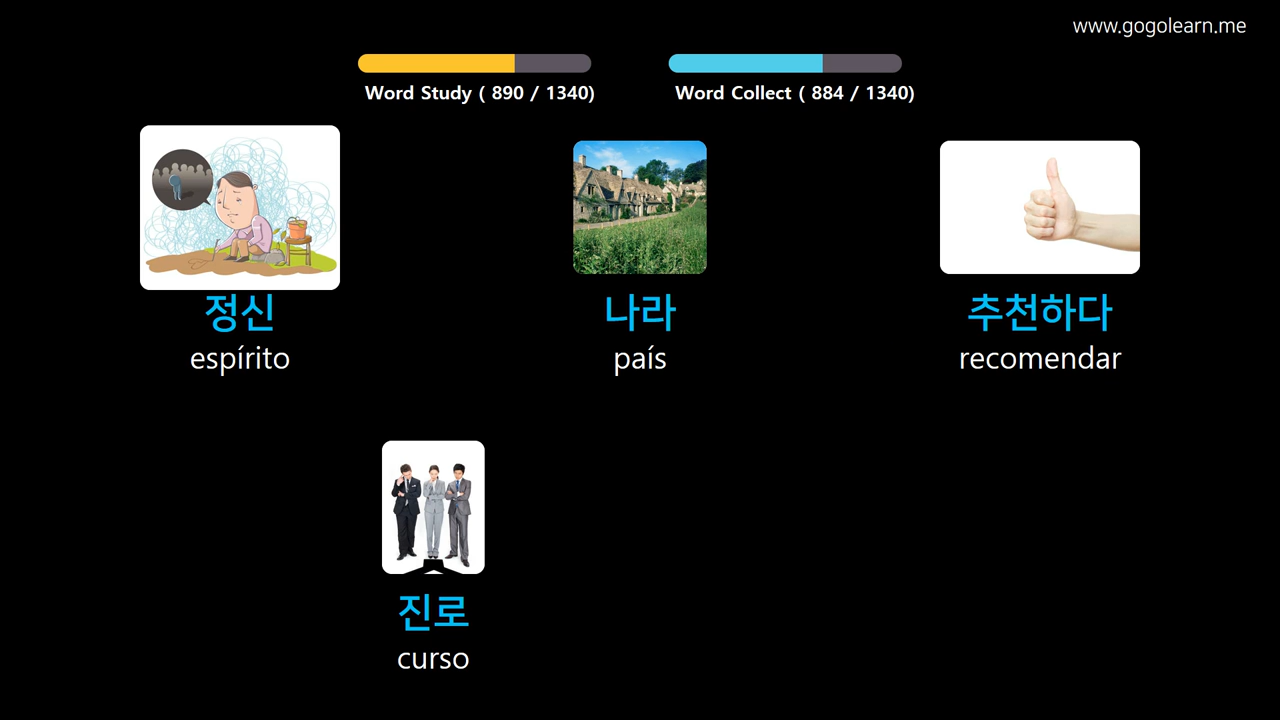 www.gogolearn.me
Word Study ( 890 / 1340)
Word Collect ( 884 / 1340)
정신
espírito
나라
país
추천하다
recomendar
진로
curso